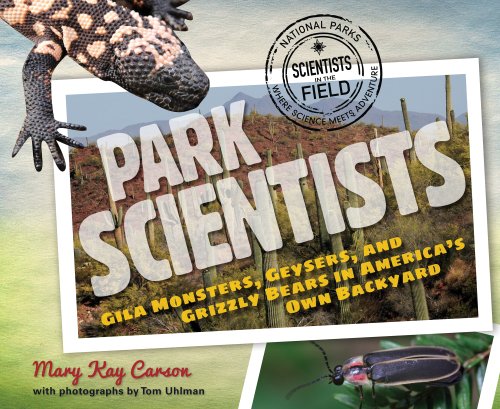 NATIONAL PARKS
SCIENTISTS
IN THE
FIELD
WHERE SCIENCE MEETS ADVENTURE
PARK
SCIENTISTS
GILA MONSTERS, GEYSERS, AND
GRIZZLY BEARS IN AMERICA'S
OWN BACKYARD
Mary Kay Carson
with photographs by Tom Uhlman